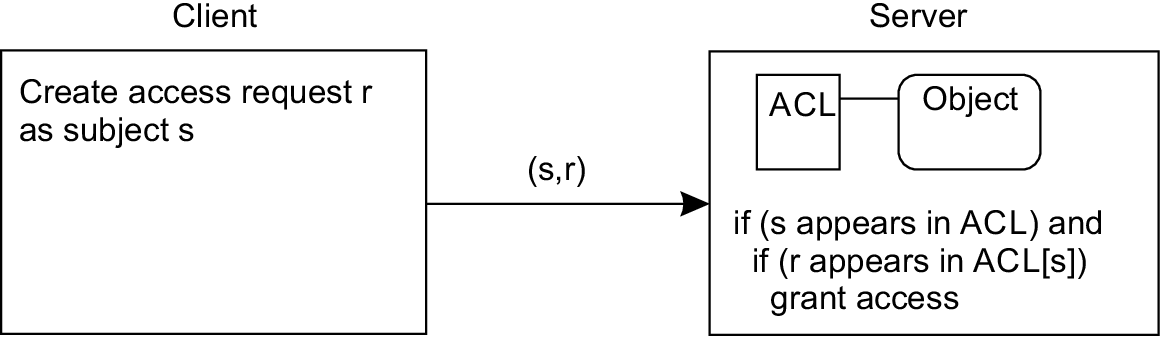 Client
Server
Create access request r
as subject s
(s,r)
ACL
Object
if (s appears in ACL) and
if (r appears in ACL[s])
grant access